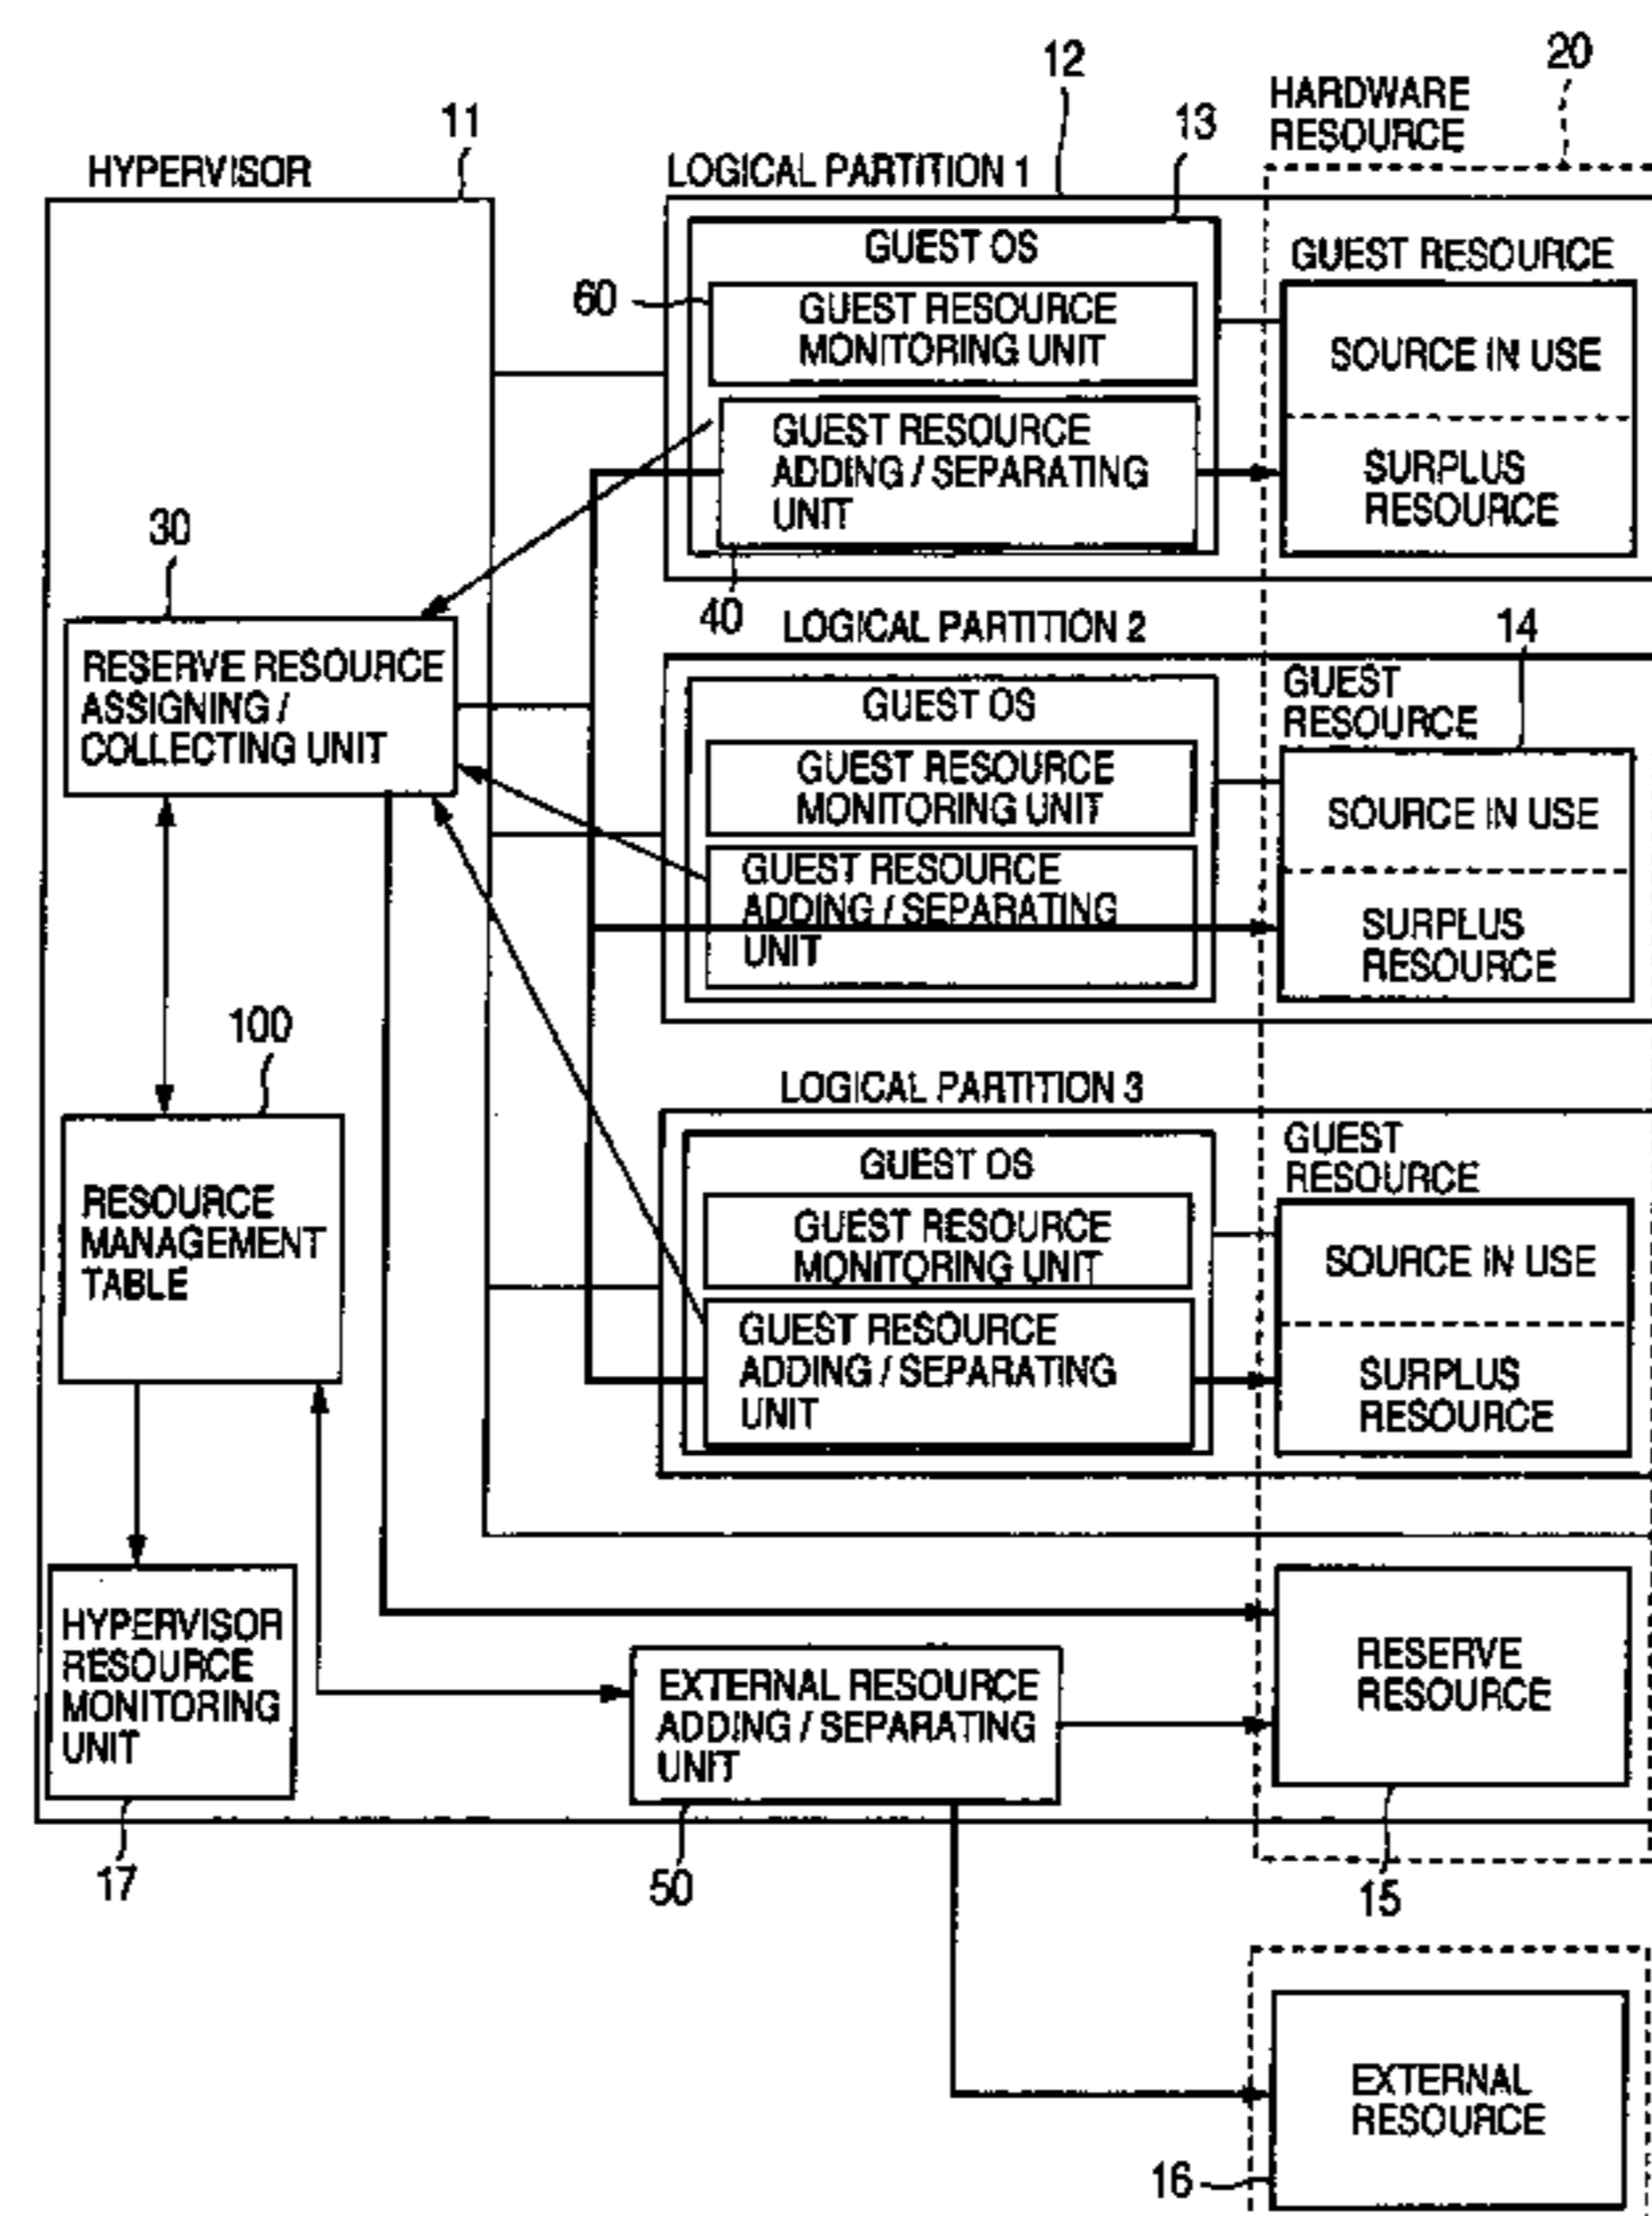 20
12
HARDWARE
RESOURCE
11
13
HYPERVISOR
LOGICAL PARTITION 1
GUEST OS
GUEST RESOURCE
60
GUEST RESOURCE
MONITORING UNIT
SOURCE IN USE
GUEST RESOURCE
ADDING / SEPARATING
UNIT
SURPLUS
RESOURCE
30
40
LOGICAL PARTITION 2
14
RESERVE RESOURCE
ASSIGNING /
COLLECTING UNIT
GUEST OS
GUEST
RESOURCE
GUEST RESOURCE
MONITORING UNIT
SOURCE IN USE
GUEST RESOURCE
ADDING / SEPARATING
UNIT
SURPLUS
RESOURCE
100
LOGICAL PARTITION 3
RESOURCE
MANAGEMENT
TABLE
GUEST OS
GUEST
RESOURCE
GUEST RESOURCE
MONITORING UNIT
SOURCE IN USE
GUEST RESOURCE
ADDING / SEPARATING
UNIT
SURPLUS
RESOURCE
HYPERVISOR
RESOURCE
MONITORING
UNIT
EXTERNAL RESOURCE
ADDING / SEPARATING
UNIT
RESERVE
RESOURCE
17
50
15
EXTERNAL
RESOURCE
16